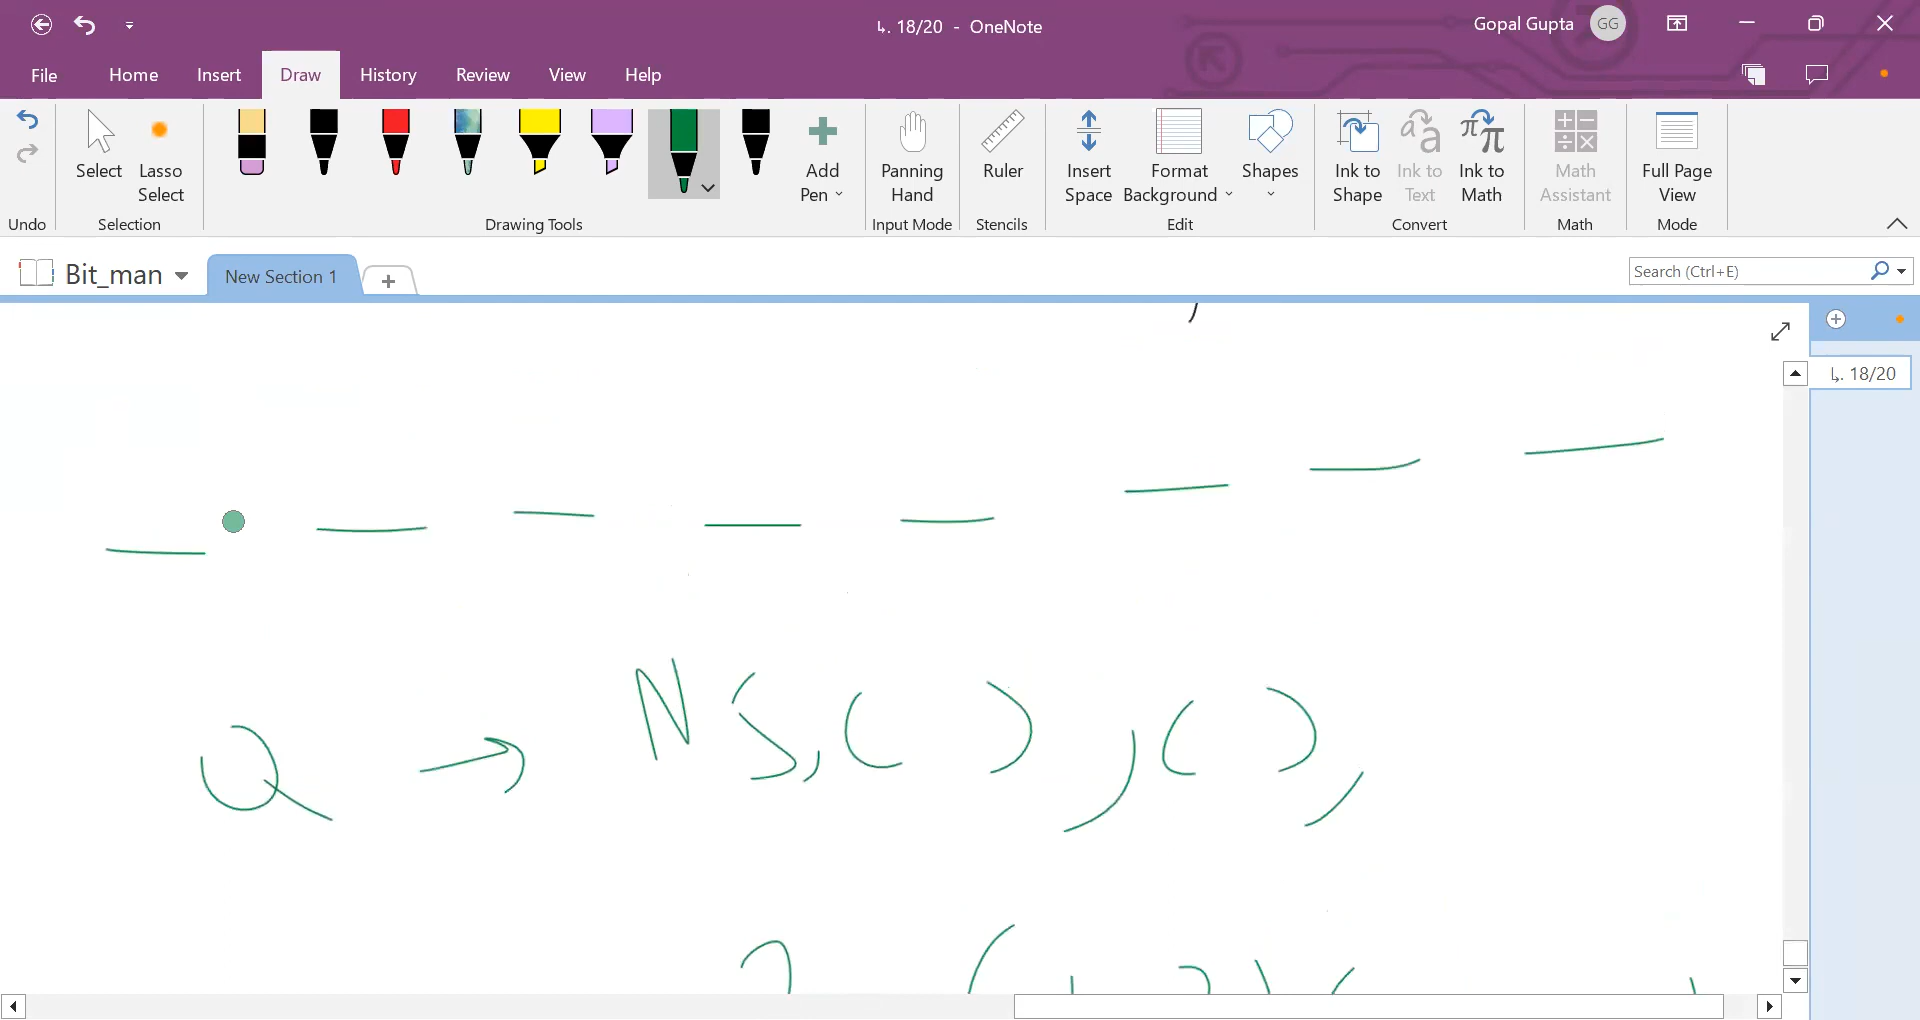 ㄣ. 18/20 - OneNote
Gopal Gupta GG
File Home Insert Draw History Review View Help
Select Lasso Select Add Pen Panning Hand Ruler Insert Space Format Background Shapes Ink to Shape Ink to Text Ink to Math Math Assistant Full Page View
Undo Selection Drawing Tools Input Mode Stencils Edit Convert Math Mode
Bit_man New Section 1 + Search (Ctrl+E)
18/20
Q → NS, ( ), ( ),